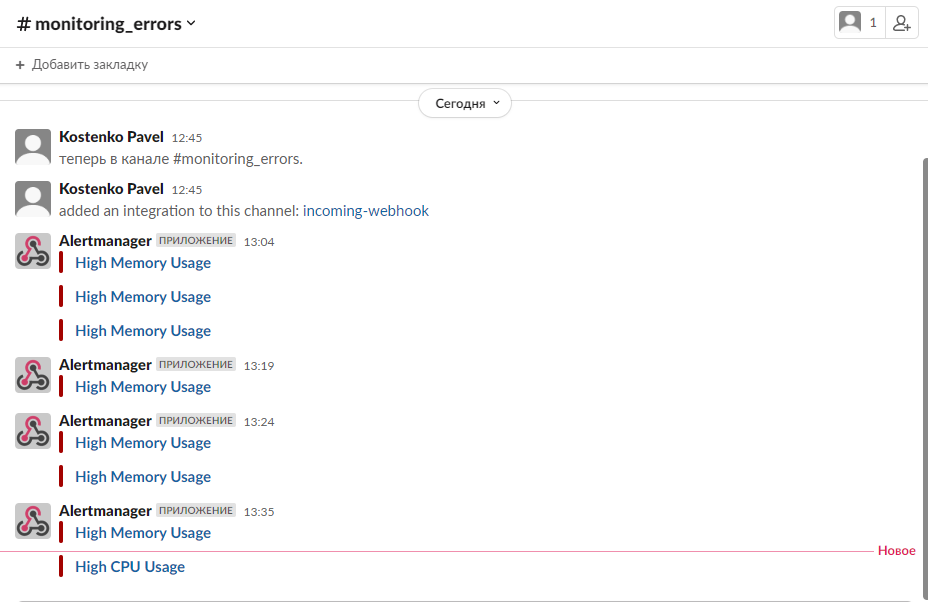 # monitoring_errors
1
+ Добавить закладку
Сегодня
Kostenko Pavel 12:45
теперь в канале #monitoring_errors.
Kostenko Pavel 12:45
added an integration to this channel: incoming-webhook
Alertmanager ПРИЛОЖЕНИЕ 13:04
High Memory Usage
High Memory Usage
High Memory Usage
Alertmanager ПРИЛОЖЕНИЕ 13:19
High Memory Usage
Alertmanager ПРИЛОЖЕНИЕ 13:24
High Memory Usage
High Memory Usage
Alertmanager ПРИЛОЖЕНИЕ 13:35
High Memory Usage
Новое
High CPU Usage